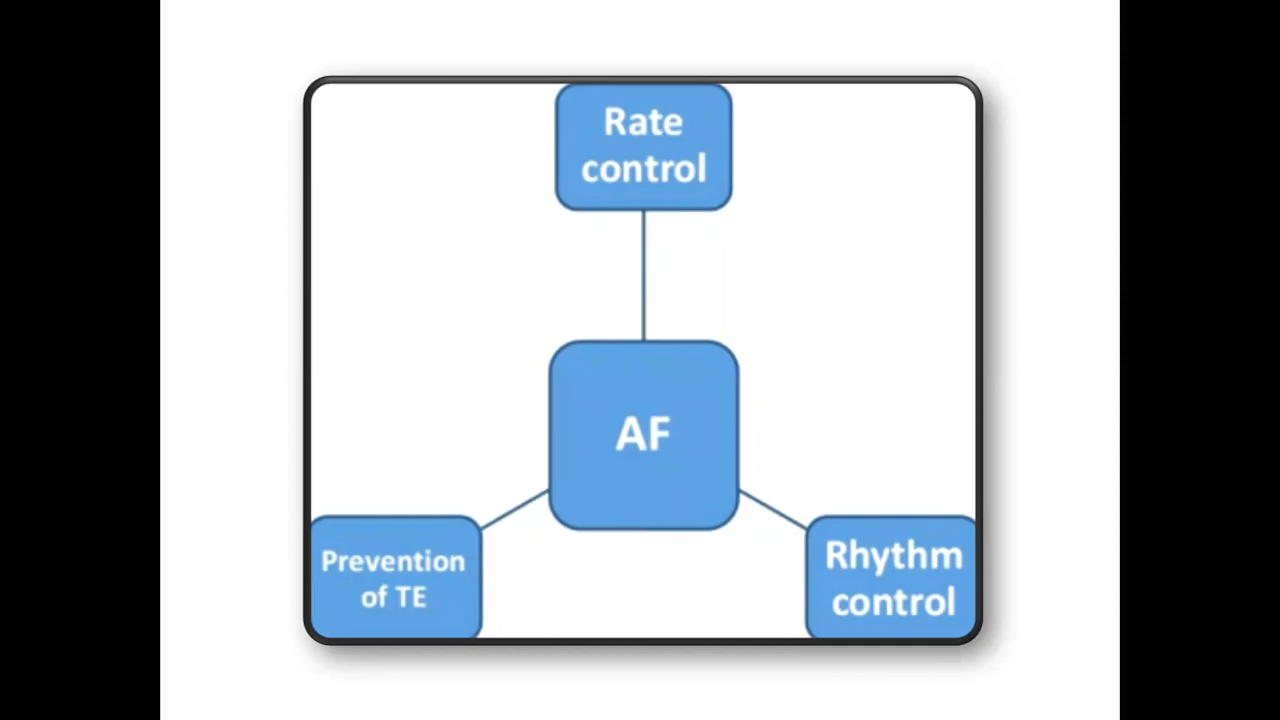 Rate
control
AF
Prevention
of TE
Rhythm
control